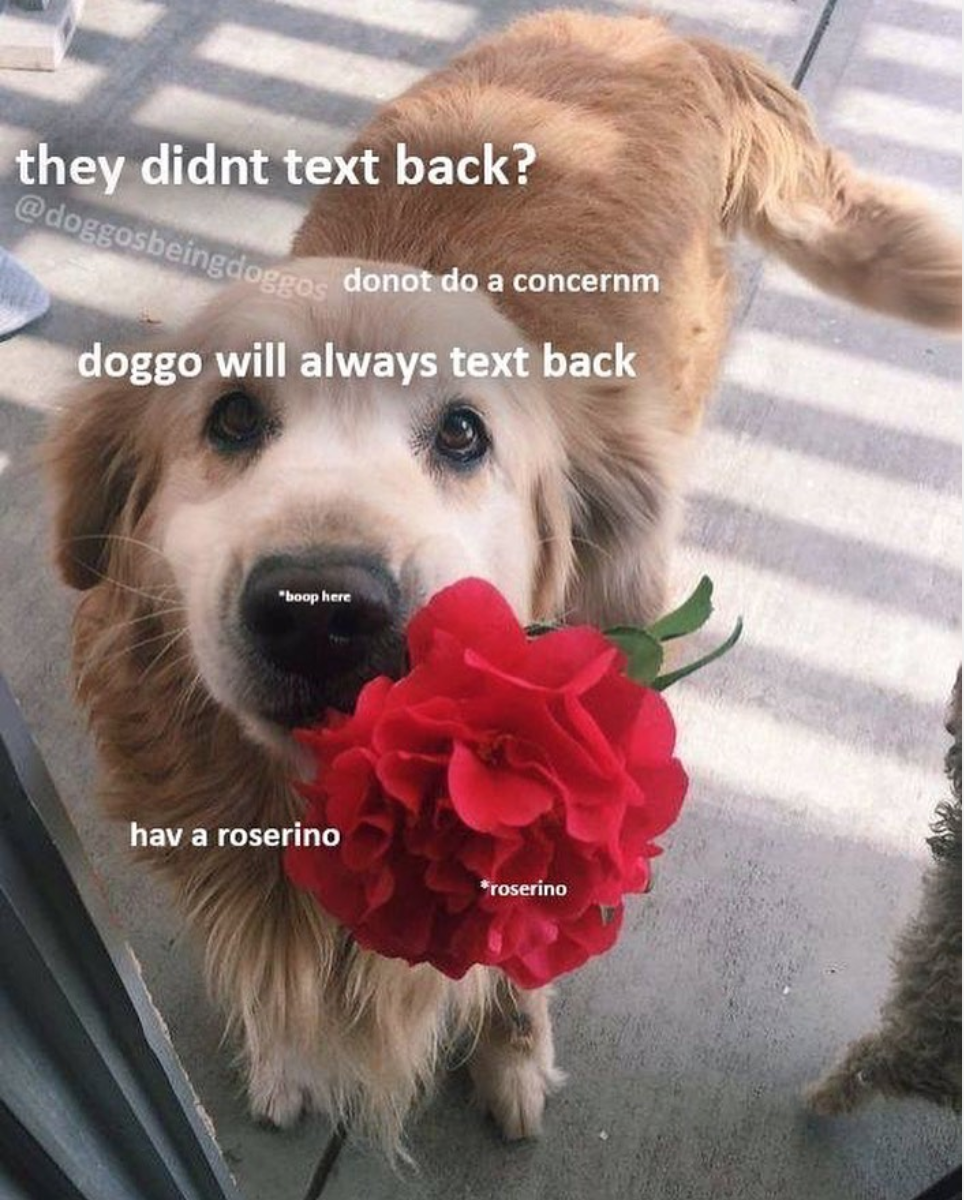 they didnt text back?
@doggosbeingdoggos
donot do a concernm
doggo will always text back
*boop here
hav a roserino
*roserino